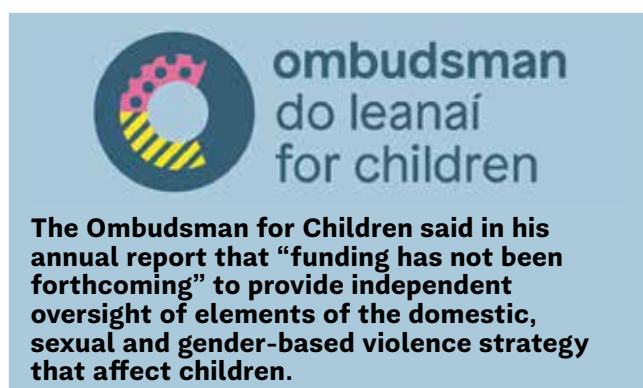 ombudsman
do leanaí
for children
The Ombudsman for Children said in his
annual report that “funding has not been
forthcoming” to provide independent
oversight of elements of the domestic,
sexual and gender-based violence strategy
that affect children.